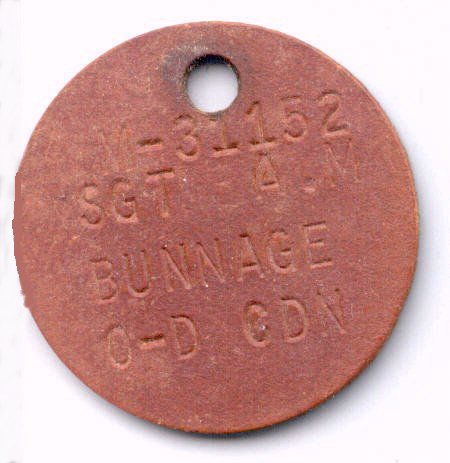 M-31152
SGT A.M
BUNNAGE
O-D CDN